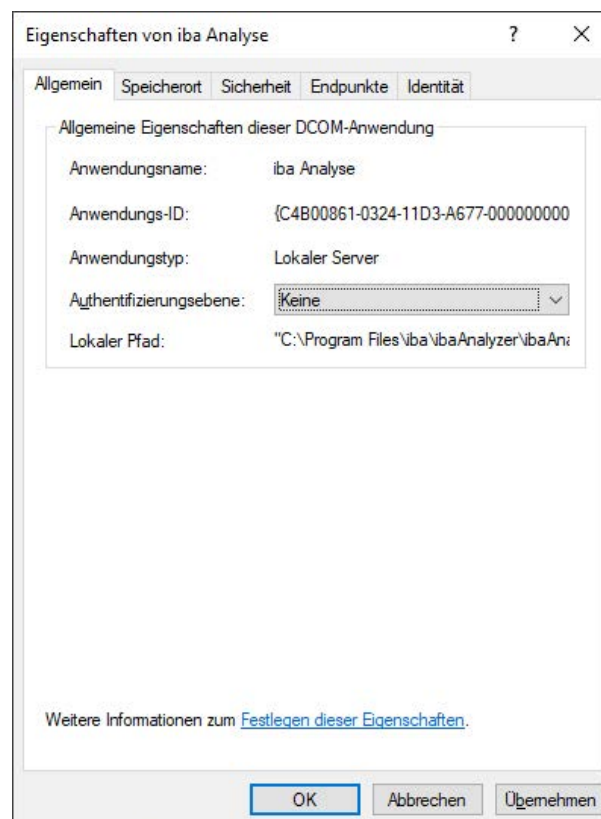 Eigenschaften von iba Analyse
? ×
Allgemein Speicherort Sicherheit Endpunkte Identität
Allgemeine Eigenschaften dieser DCOM-Anwendung
Anwendungsname: iba Analyse
Anwendungs-ID: {C4B00861-0324-11D3-A677-000000000
Anwendungstyp: Lokaler Server
Authentifizierungsebene: Keine
Lokaler Pfad: "C:\Program Files\iba\ibaAnalyzer\ibaAna
Weitere Informationen zum Festlegen dieser Eigenschaften.
OK Abbrechen Übernehmen